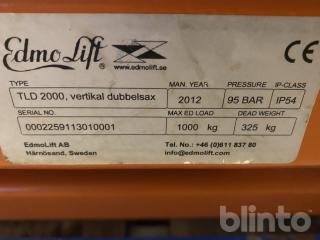 Edmo Lift
www.edmolift.se
CE
TYPE MAN. YEAR PRESSURE IP-CLASS
TLD 2000, vertikal dubbelsax 2012 95 BAR IP54
SERIAL NO. MAX ED LOAD DEAD WEIGHT
0002259113010001 1000 kg 325 kg
EdmoLift AB Tel. No.: +46 (0)611 837 80
Härnösand, Sweden info@edmolift.com
blinto